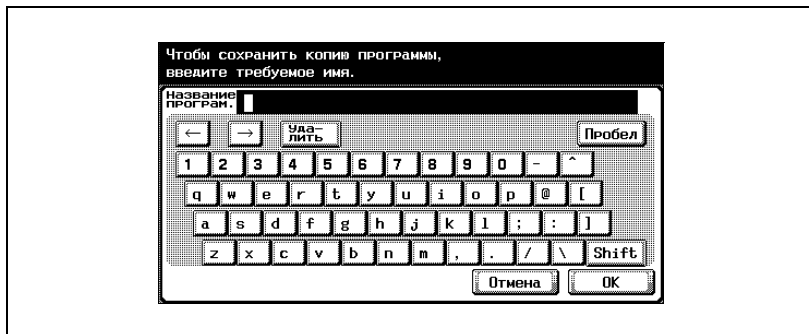 Чтобы сохранить копию программы,
введите требуемое имя.
Название
програм.
← → Уда-
лить Пробел
1 2 3 4 5 6 7 8 9 0 - ^
q w e r t y u i o p @ [
a s d f g h j k l ; : ]
z x c v b n m , . / \ Shift
Отмена OK